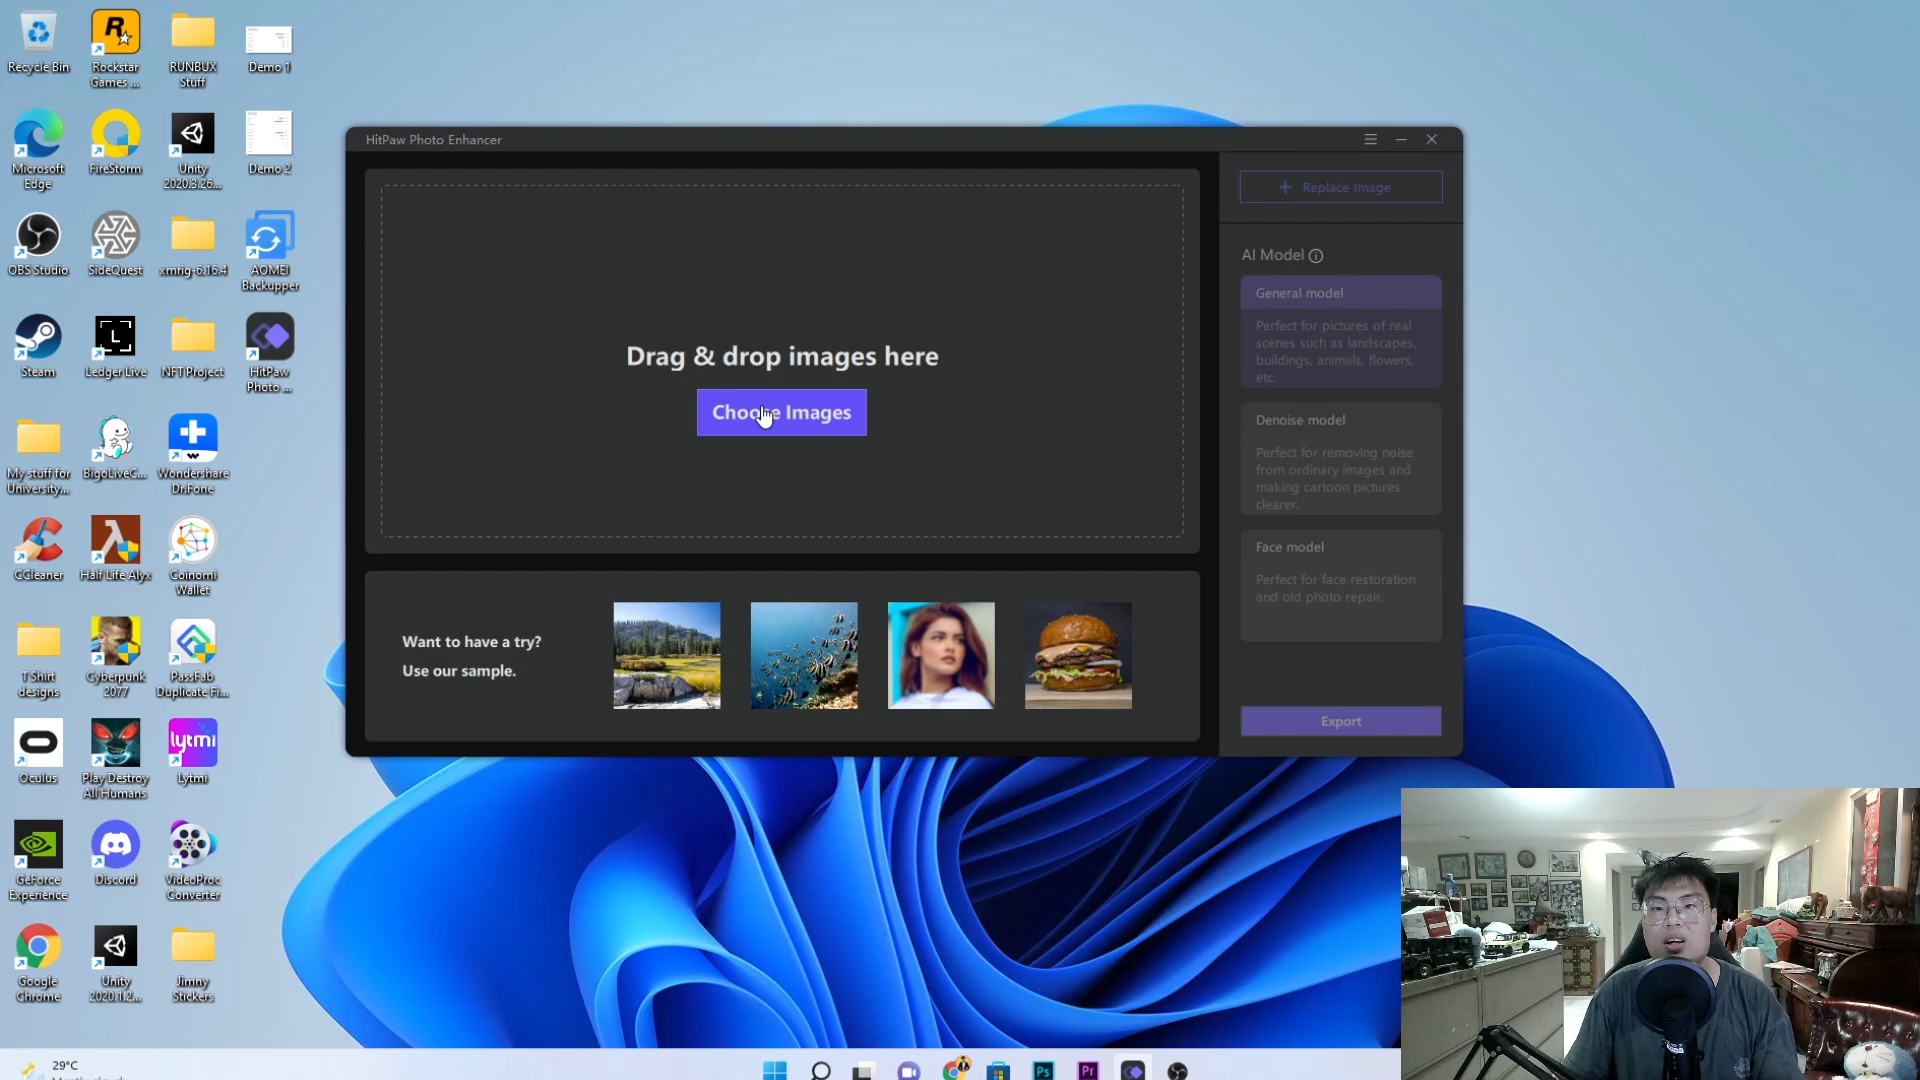 Recycle Bin
Rockstar
Games ...
RUNBUX
Stuff
Demo 1
Microsoft
Edge
FireStorm
Unity
2020.3.26...
Demo 2
OBS Studio
SideQuest
xmrig-6.16.4
AOMEI
Backupper
Steam
Ledger Live
NFT Project
HitPaw
Photo ...
My stuff for
University...
BigoLiveC...
Wondershare
Dr.Fone
CCleaner
Half Life Alyx
Coinomi
Wallet
T Shirt
designs
Cyberpunk
2077
PassFab
Duplicate Fi...
Oculus
Play Destroy
All Humans
lytmi
Lytmi
GeForce
Experience
Discord
VideoProc
Converter
Google
Chrome
Unity
2020.1.2...
Jimny
Stickers
HitPaw Photo Enhancer
Drag & drop images here
Choose Images
Want to have a try?
Use our sample.
Replace Image
AI Model
General model
Perfect for pictures of real
scenes such as landscapes,
buildings, animals, flowers,
etc.
Denoise model
Perfect for removing noise
from ordinary images and
making cartoon pictures
clearer.
Face model
Perfect for face restoration
and old photo repair.
Export
29°C
Ps
Pr